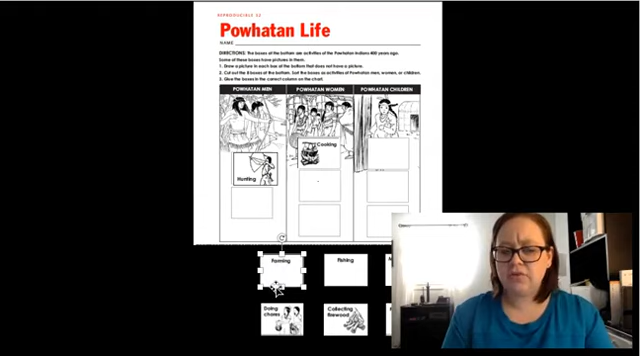 REPRODUCIBLE 52
Powhatan Life
NAME
DIRECTIONS: The boxes at the bottom are activities of the Powhatan Indians 400 years ago.
Some of these boxes have pictures in them.
1. Draw a picture in each box at the bottom that does not have a picture.
2. Cut out the 8 boxes at the bottom. Sort the boxes as activities of Powhatan men, women, or children.
3. Glue the boxes in the correct column on the chart.
POWHATAN MEN POWHATAN WOMEN POWHATAN CHILDREN
Cooking
Hunting
Farming Fishing
Doing chores
Collecting firewood